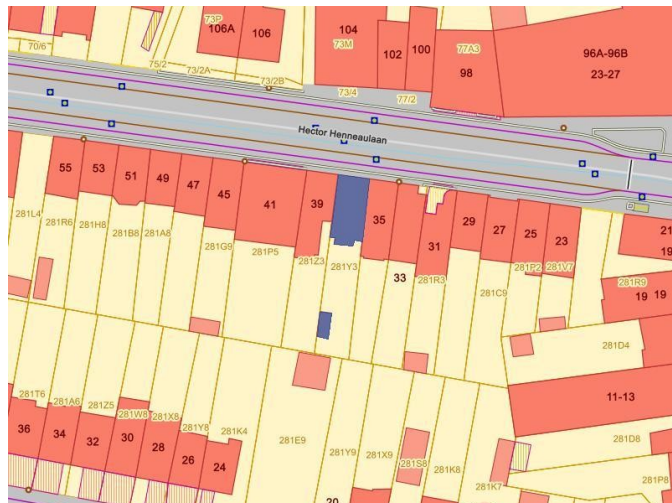 106A
73P
106
104
73M
102
100
77A3
98
96A-96B
23-27
70/6
75/2
73/2A
73/2B
73/4
77/2
Hector Henneaulaan
55
53
51
49
47
45
41
39
35
33
31
29
27
25
23
21
19
281L4
281R6
281H8
281B8
281A8
281G9
281P5
281Z3
281Y3
281R3
281C9
281P2
281V7
281R9
19
19
281D4
11-13
281T6
281A6
281Z5
281W8
281X8
281Y8
281K4
281E9
281Y9
281X9
281S8
281K8
281K7
281D8
281P8
36
34
32
30
28
26
24
20